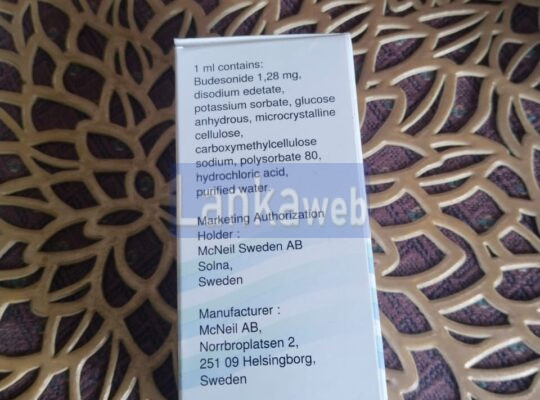 1 ml contains:
Budesonide 1,28 mg,
disodium edetate,
potassium sorbate, glucose
anhydrous, microcrystalline
cellulose,
carboxymethylcellulose
sodium, polysorbate 80,
hydrochloric acid,
purified water.
Lankaweb
Marketing Authorization
Holder :
McNeil Sweden AB
Solna,
Sweden
Manufacturer :
McNeil AB,
Norrbroplatsen 2,
251 09 Helsingborg,
Sweden